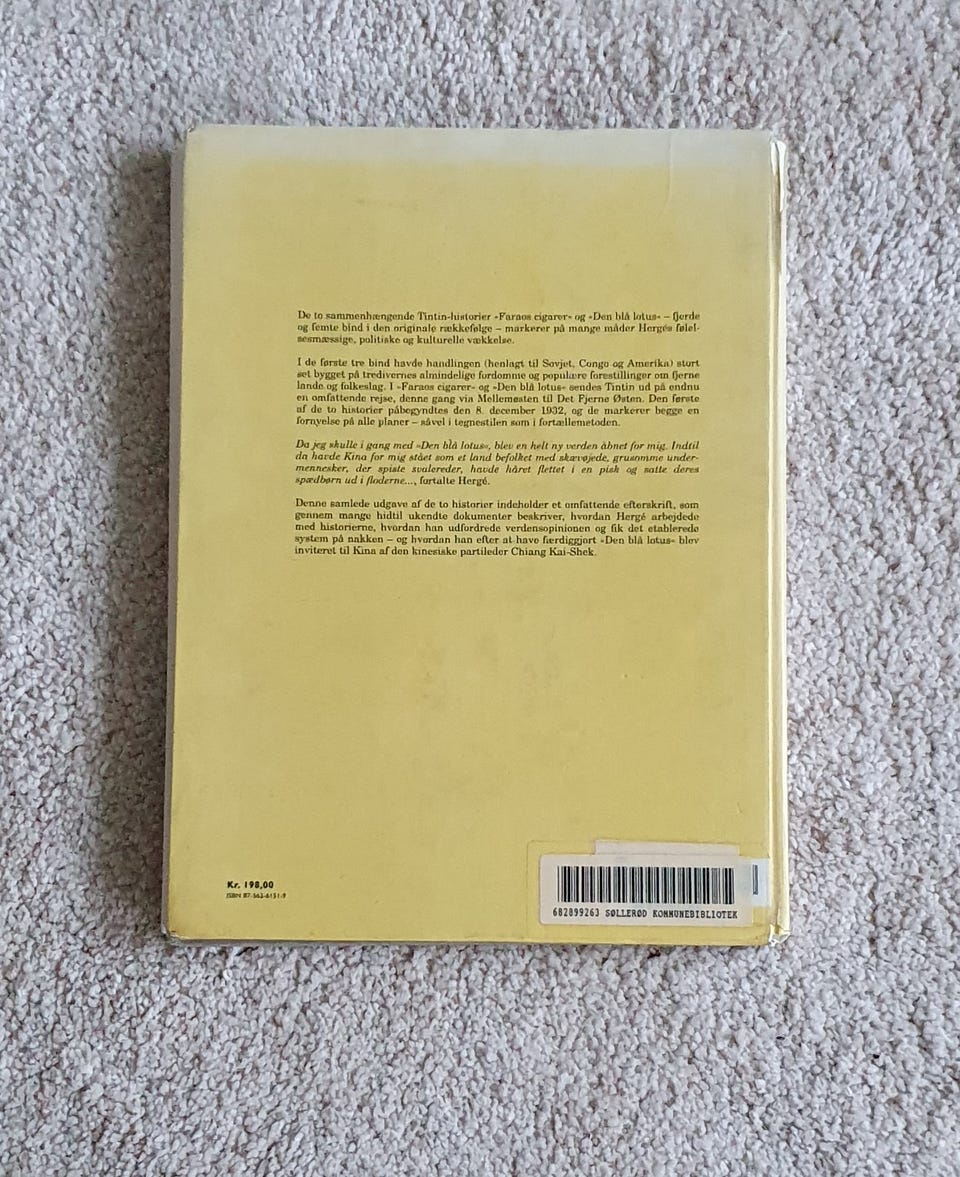 De to sammenhængende Tintin-historier »Faraos cigarer« og »Den blå lotus« – fjerde
og femte bind i den originale rækkefølge – markerer på mange måder Hergés følel-
sesmæssige, politiske og kulturelle vækkelse.
I de første tre bind havde handlingen (henlagt til Sovjet, Congo og Amerika) stort
set bygget på tredivernes almindelige fordomme og populære forestillinger om fjerne
lande og folkeslag. I »Faraos cigarer« og »Den blå lotus« sendes Tintin ud på endnu
en omfattende rejse, denne gang via Mellemøsten til Det Fjerne Østen. Den første
af de to historier påbegyndtes den 8. december 1932, og de markerer begge en
fornyelse på alle planer – såvel i tegnestilen som i fortællemetoden.
Da jeg skulle i gang med »Den blå lotus«, blev en helt ny verden åbnet for mig. Indtil
da havde Kina for mig stået som et land befolket med skævøjede, grusomme under-
mennesker, der spiste svalereder, havde håret flettet i en pisk og satte deres
spædbørn ud i floderne..., fortalte Hergé.
Denne samlede udgave af de to historier indeholder et omfattende efterskrift, som
gennem mange hidtil ukendte dokumenter beskriver, hvordan Hergé arbejdede
med historierne, hvordan han udfordrede verdensopinionen og fik det etablerede
system på nakken – og hvordan han efter at have færdiggjort »Den blå lotus« blev
inviteret til Kina af den kinesiske partileder Chiang Kai-Shek.
Kr. 198,00
ISBN 87-563-6151-9
682899263 SØLLERØD KOMMUNEBIBLIOTEK